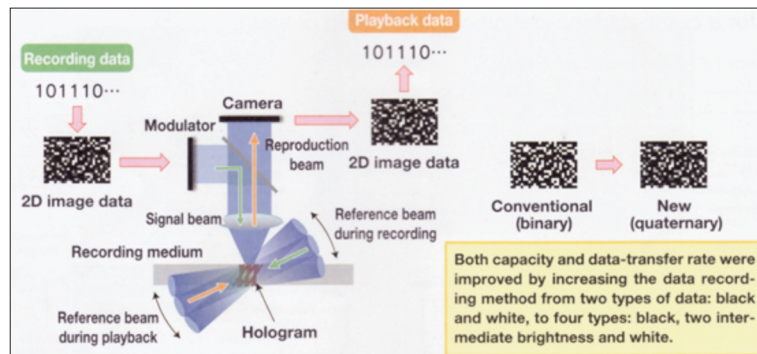 Recording data
101110···
2D image data
Modulator
Camera
Reproduction
beam
Signal beam
Playback data
101110···
2D image data
Recording medium
Reference beam
during recording
Reference beam
during playback
Hologram
Conventional
(binary)
New
(quaternary)
Both capacity and data-transfer rate were
improved by increasing the data record-
ing method from two types of data: black
and white, to four types: black, two inter-
mediate brightness and white.